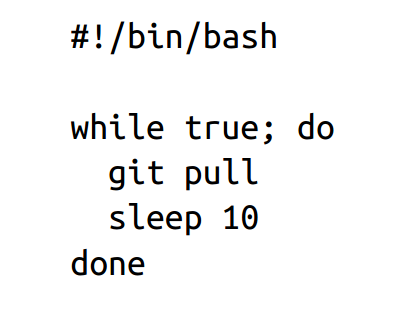 #!/bin/bash
while true; do
git pull
sleep 10
done